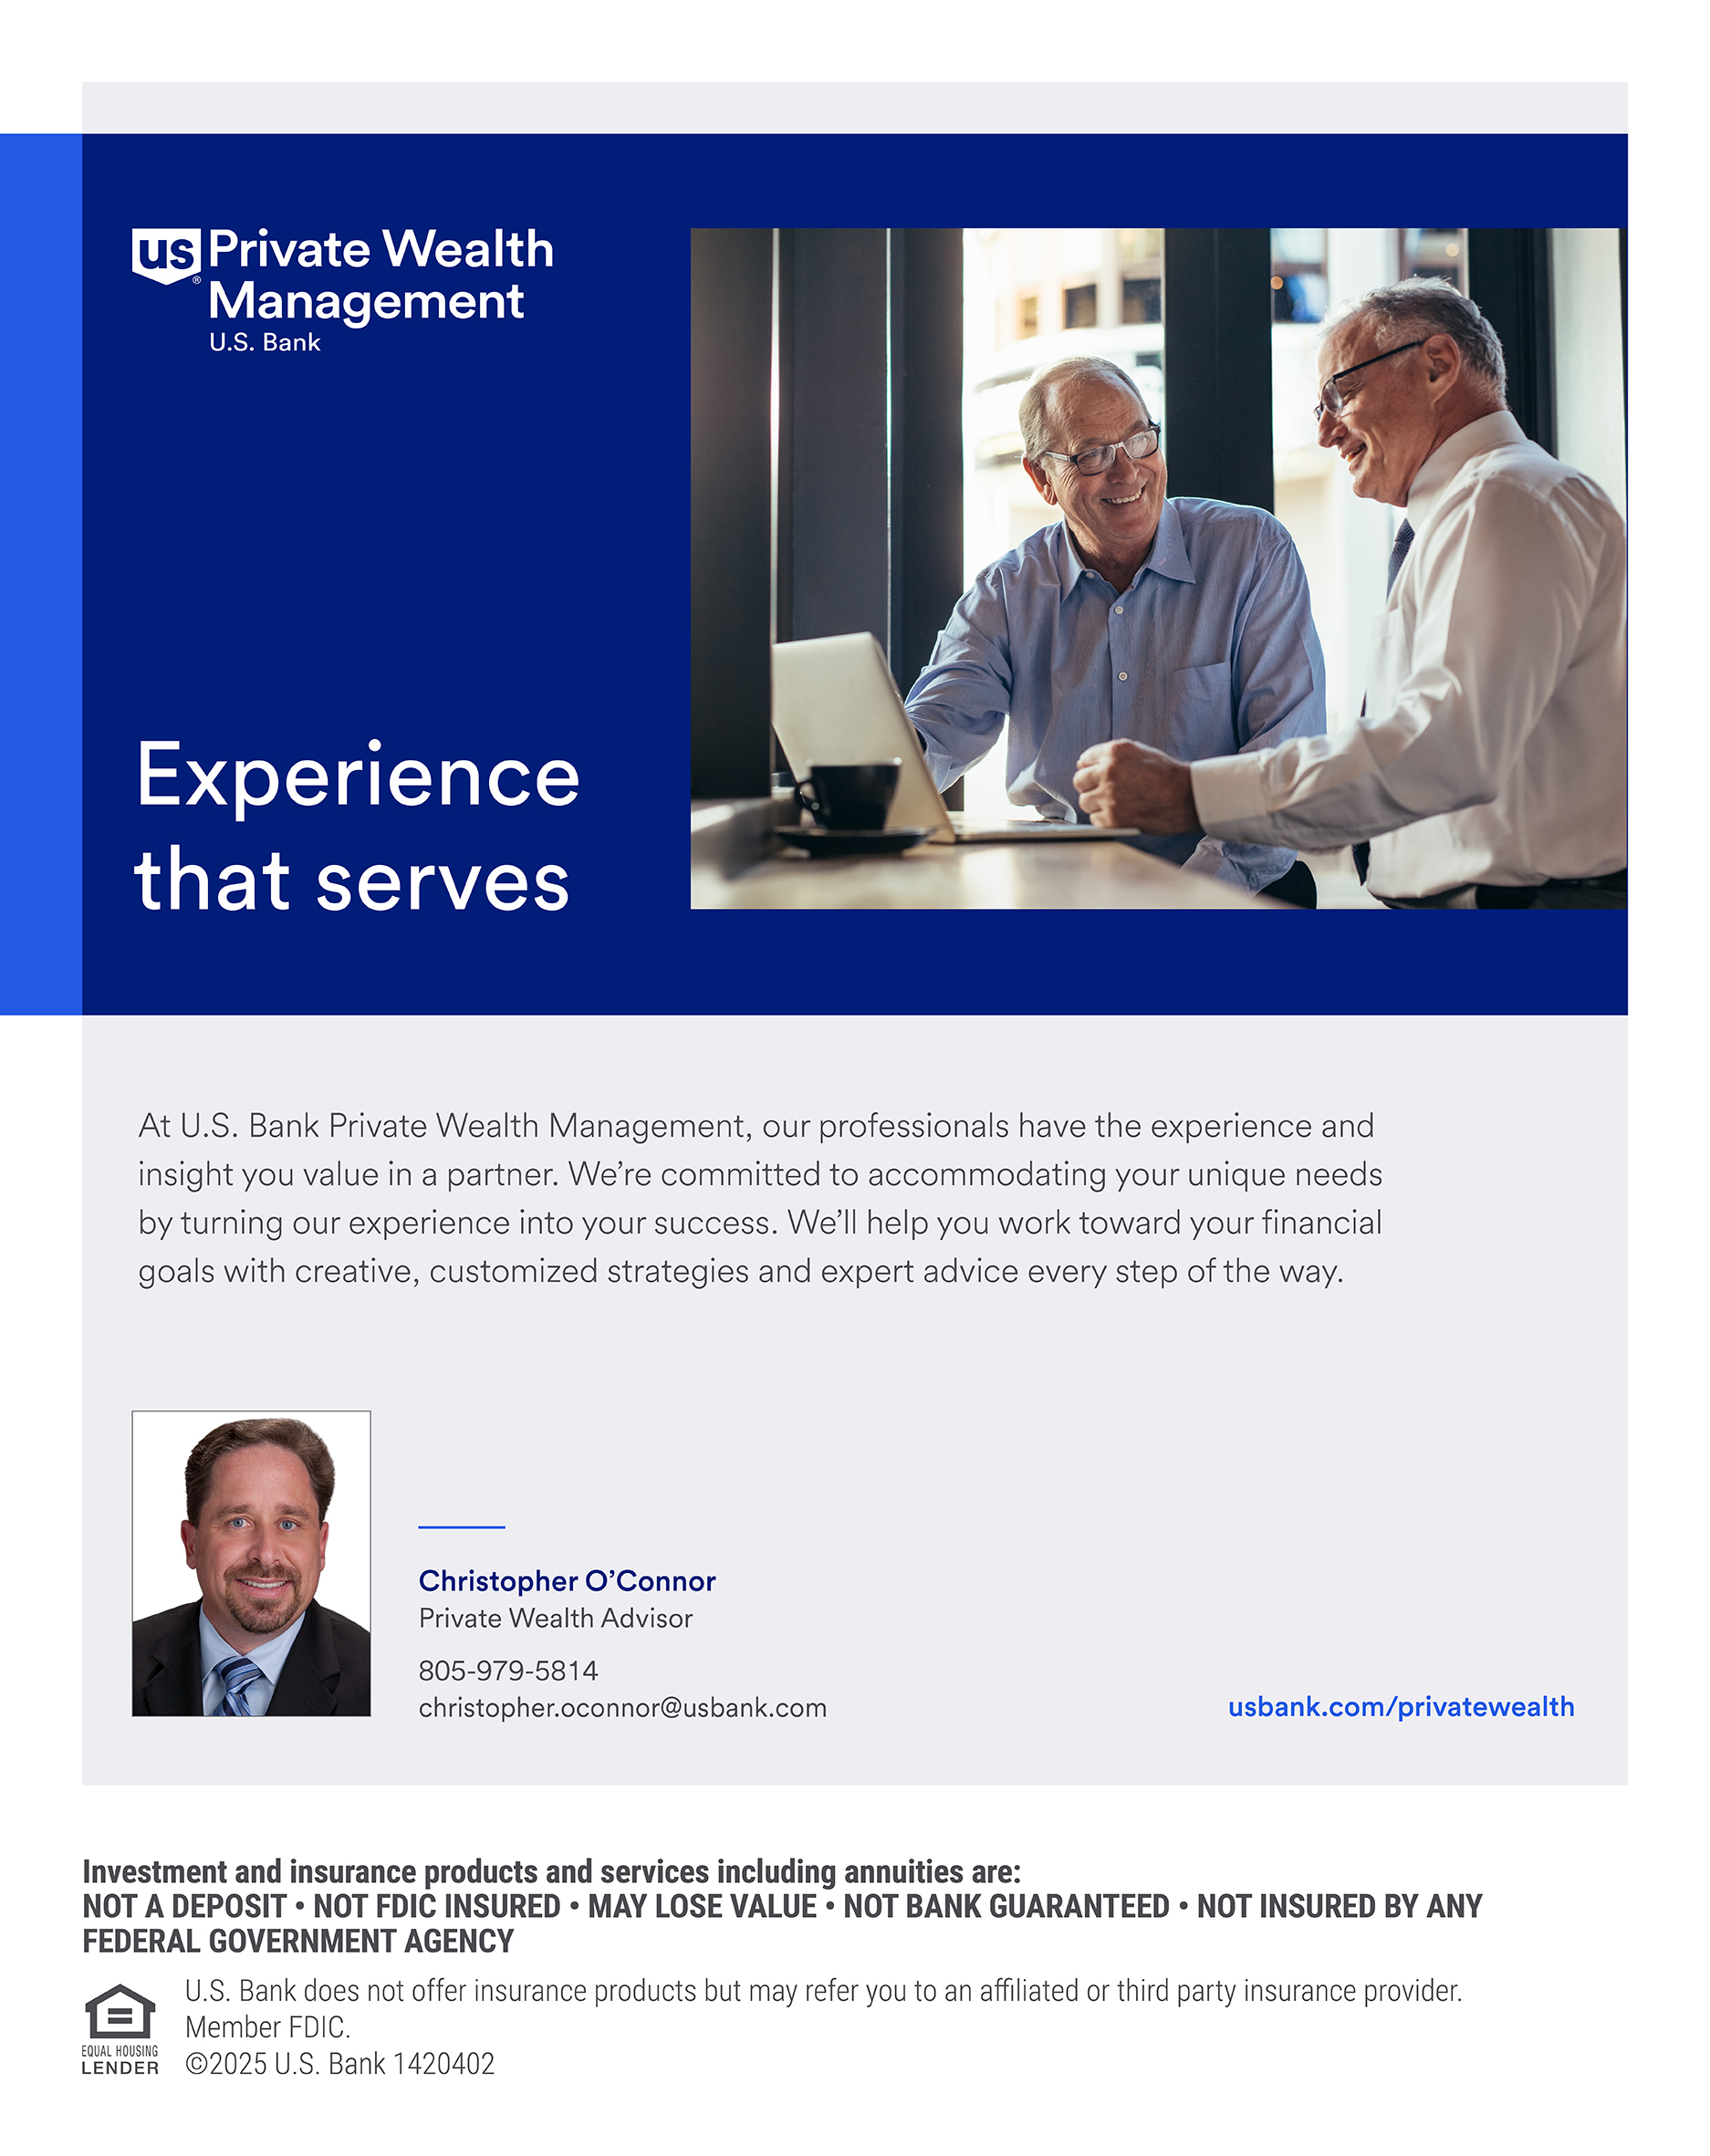 us Private Wealth
Management
U.S. Bank
Experience
that serves
At U.S. Bank Private Wealth Management, our professionals have the experience and
insight you value in a partner. We’re committed to accommodating your unique needs
by turning our experience into your success. We’ll help you work toward your financial
goals with creative, customized strategies and expert advice every step of the way.
Christopher O’Connor
Private Wealth Advisor
805-979-5814
christopher.oconnor@usbank.com
usbank.com/privatewealth
Investment and insurance products and services including annuities are:
NOT A DEPOSIT • NOT FDIC INSURED • MAY LOSE VALUE • NOT BANK GUARANTEED • NOT INSURED BY ANY
FEDERAL GOVERNMENT AGENCY
U.S. Bank does not offer insurance products but may refer you to an affiliated or third party insurance provider.
Member FDIC.
©2025 U.S. Bank 1420402
EQUAL HOUSING
LENDER